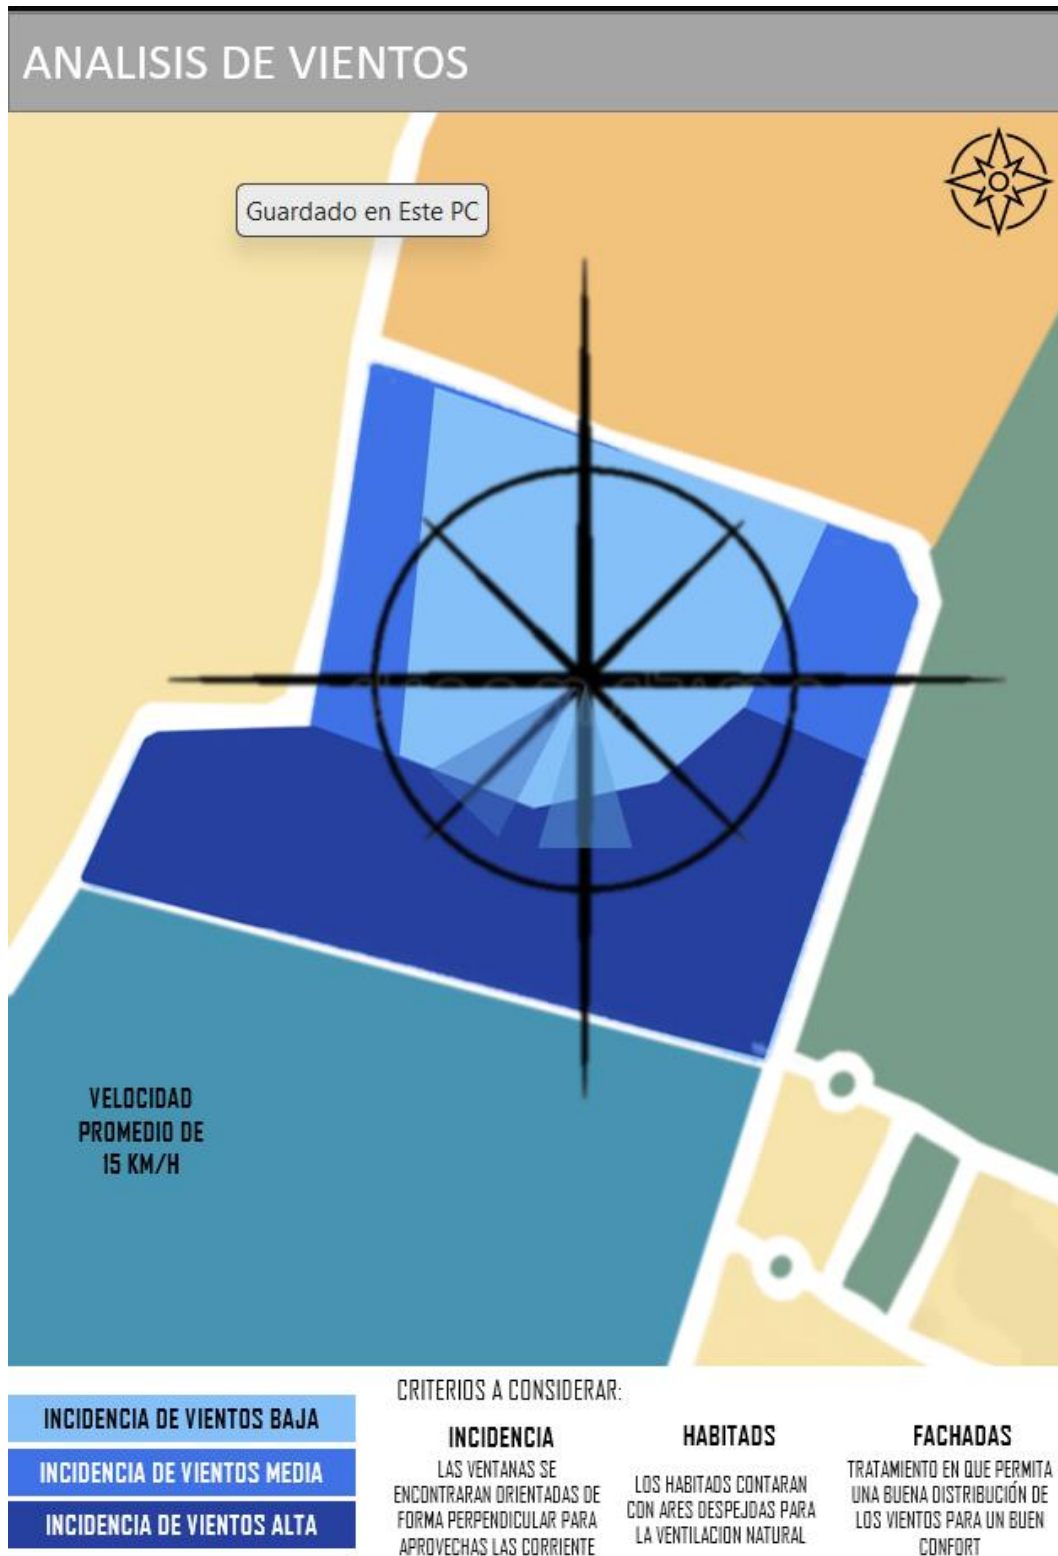 ANALISIS DE VIENTOS
Guardado en Este PC
VELOCIDAD
PROMEDIO DE
15 KM/H
INCIDENCIA DE VIENTOS BAJA
INCIDENCIA DE VIENTOS MEDIA
INCIDENCIA DE VIENTOS ALTA
CRITERIOS A CONSIDERAR:
INCIDENCIA
LAS VENTANAS SE
ENCONTRARAN ORIENTADAS DE
FORMA PERPENDICULAR PARA
APROVECHAS LAS CORRIENTE
HABITADS
LOS HABITADS CONTARAN
CON ARES DESPEJDAS PARA
LA VENTILACION NATURAL
FACHADAS
TRATAMIENTO EN QUE PERMITA
UNA BUENA DISTRIBUCIÓN DE
LOS VIENTOS PARA UN BUEN
CONFORT